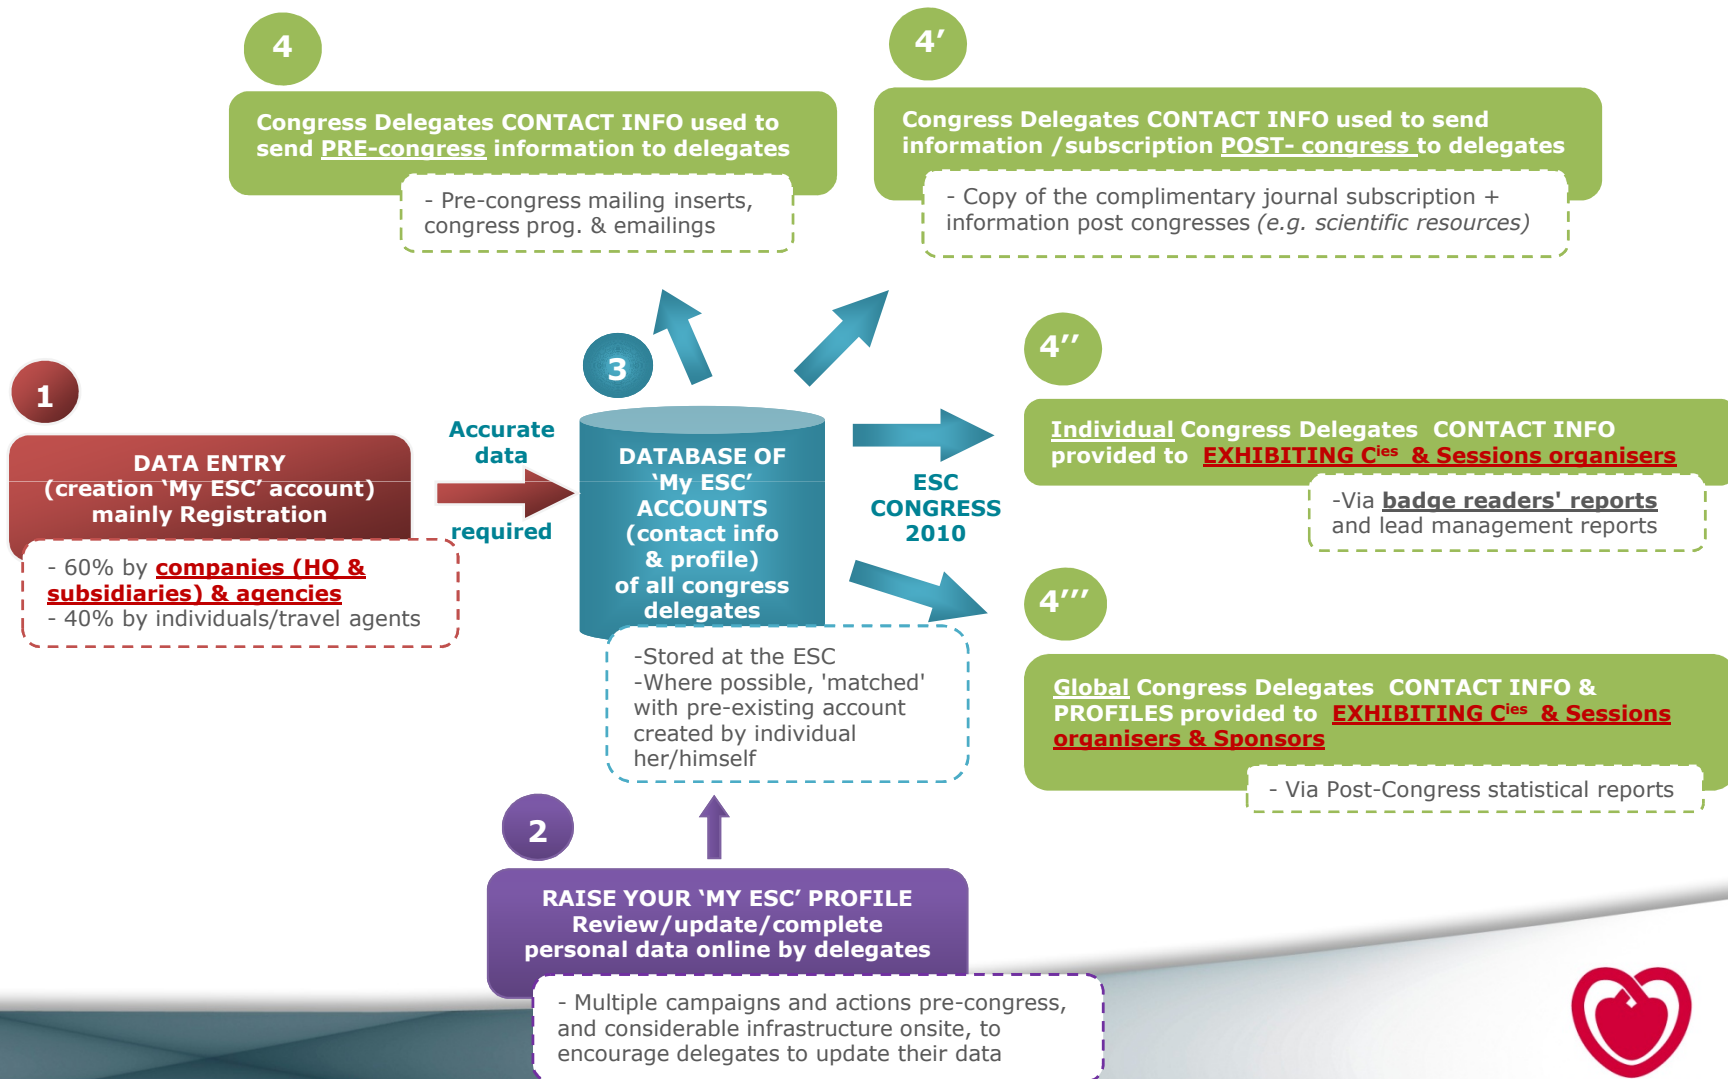 4
Congress Delegates CONTACT INFO used to
send PRE-congress information to delegates
- Pre-congress mailing inserts,
congress prog. & emailings
4’
Congress Delegates CONTACT INFO used to send
information /subscription POST- congress to delegates
- Copy of the complimentary journal subscription +
information post congresses (e.g. scientific resources)
1
DATA ENTRY
(creation ‘My ESC’ account)
mainly Registration
- 60% by companies (HQ &
subsidiaries) & agencies
- 40% by individuals/travel agents
Accurate
data
required
3
DATABASE OF
‘My ESC’
ACCOUNTS
(contact info
& profile)
of all congress
delegates
-Stored at the ESC
-Where possible, 'matched'
with pre-existing account
created by individual
her/himself
ESC
CONGRESS
2010
4’’
Individual Congress Delegates CONTACT INFO
provided to EXHIBITING Cies & Sessions organisers
-Via badge readers' reports
and lead management reports
4’’’
Global Congress Delegates CONTACT INFO &
PROFILES provided to EXHIBITING Cies & Sessions
organisers & Sponsors
- Via Post-Congress statistical reports
2
RAISE YOUR ‘MY ESC’ PROFILE
Review/update/complete
personal data online by delegates
- Multiple campaigns and actions pre-congress,
and considerable infrastructure onsite, to
encourage delegates to update their data